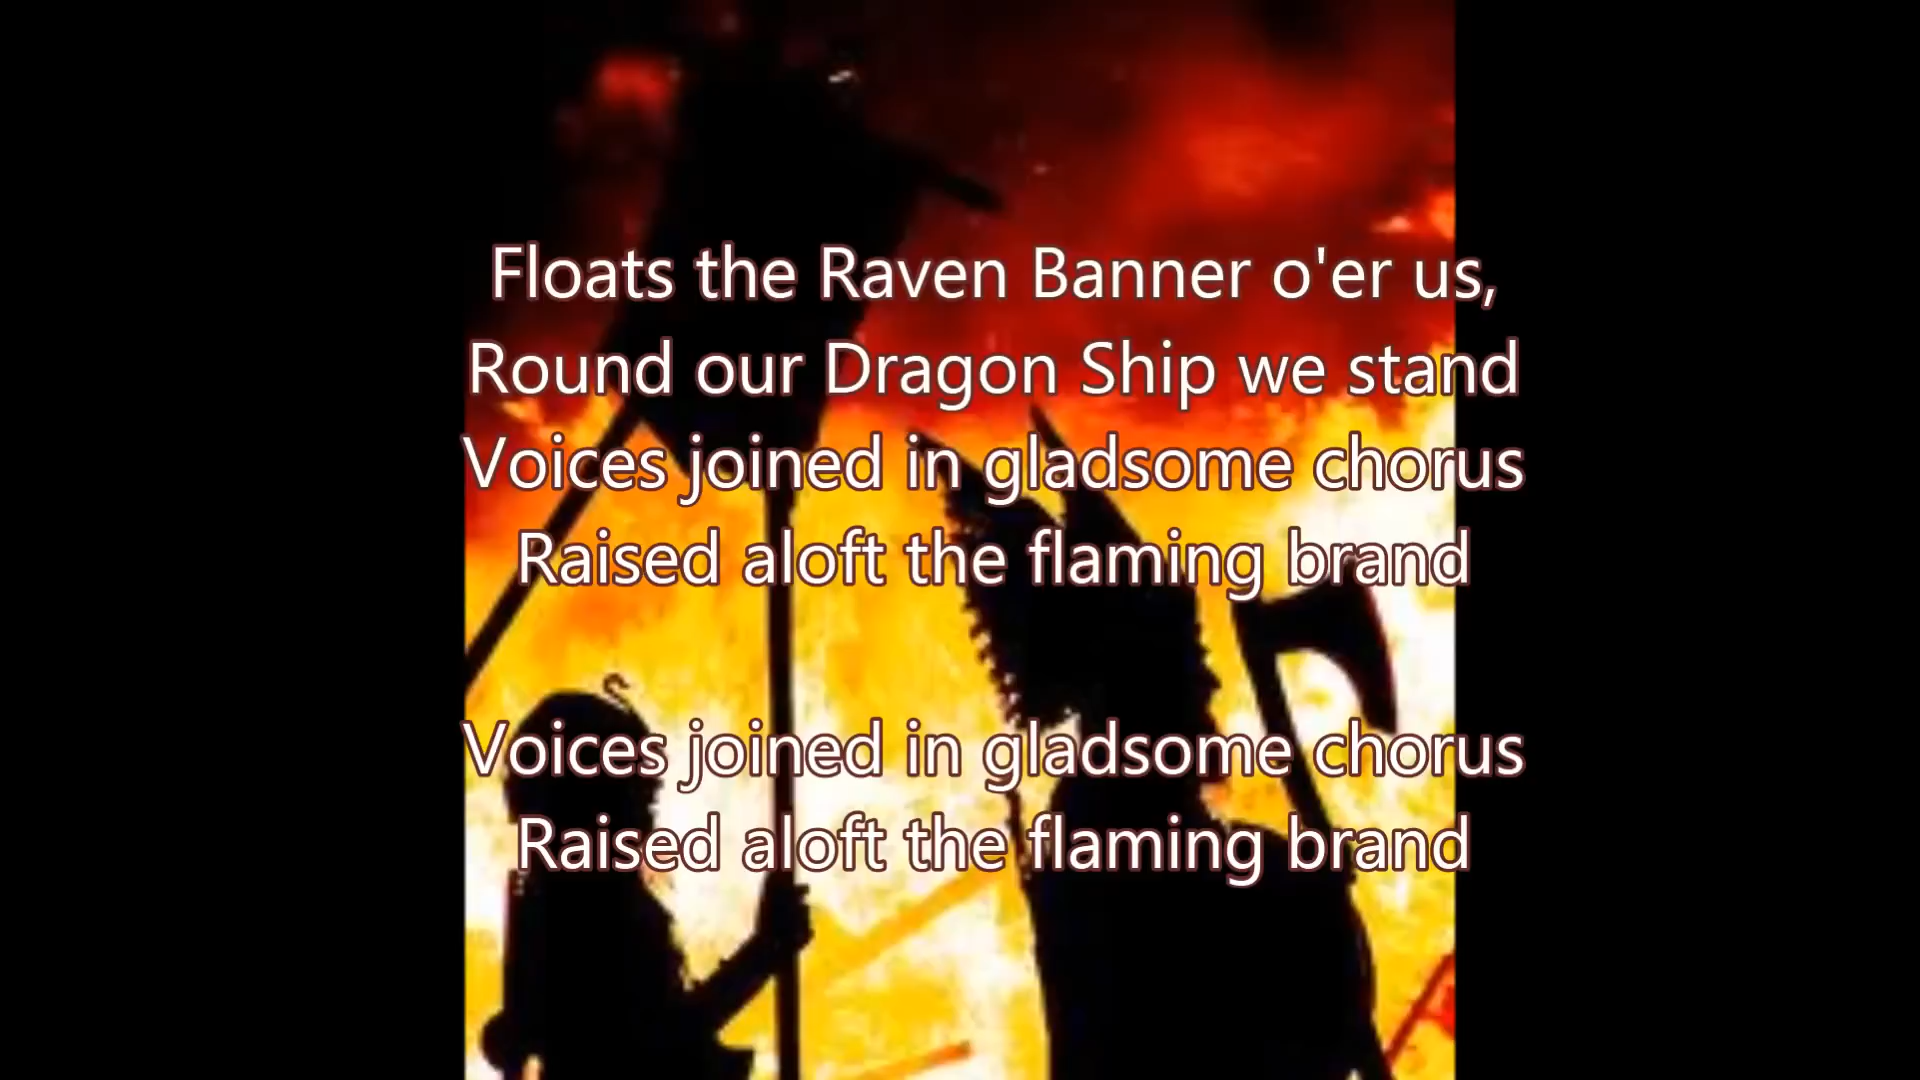 Floats the Raven Banner o'er us,
Round our Dragon Ship we stand
Voices joined in gladsome chorus
Raised aloft the flaming brand
Voices joined in gladsome chorus
Raised aloft the flaming brand